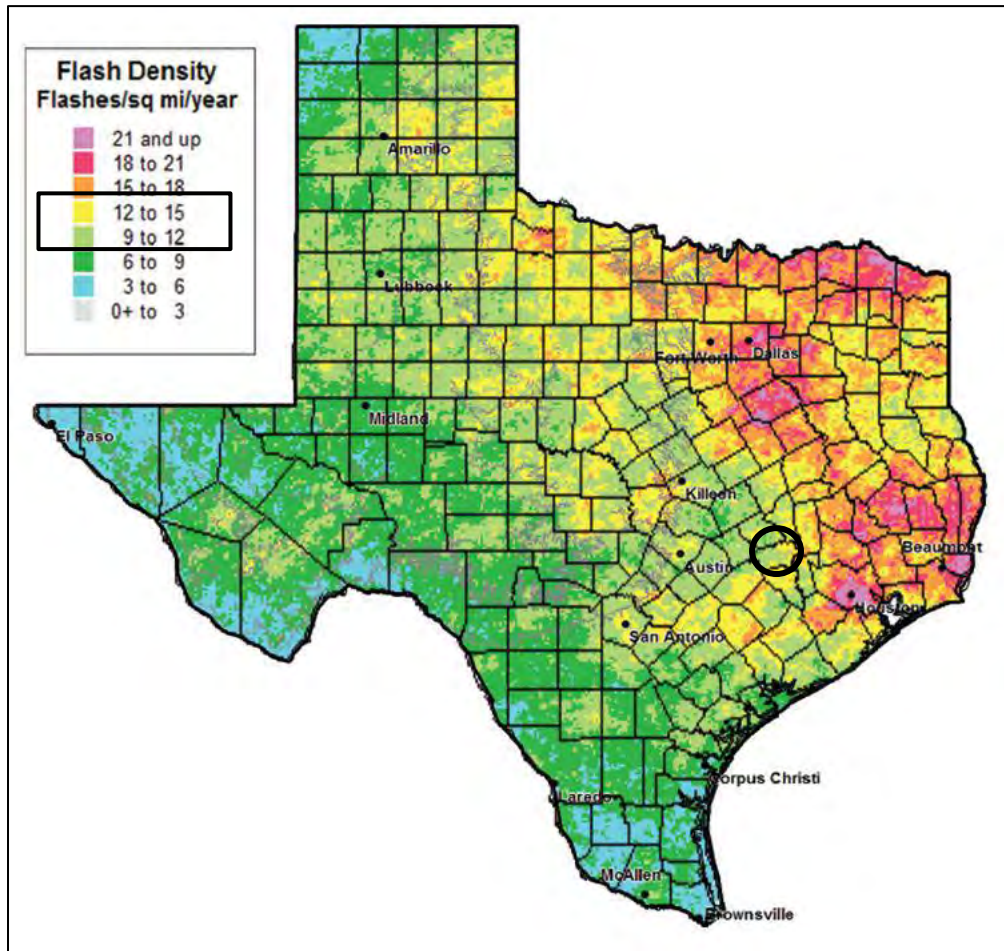 Flash Density
Flashes/sq mi/year
21 and up
18 to 21
15 to 18
12 to 15
9 to 12
6 to 9
3 to 6
0+ to 3
Amarillo
Lubbock
Fort Worth
Dallas
Midland
El Paso
Killeen
Austin
Beaumont
Houston
San Antonio
Corpus Christi
Laredo
McAllen
Brownsville